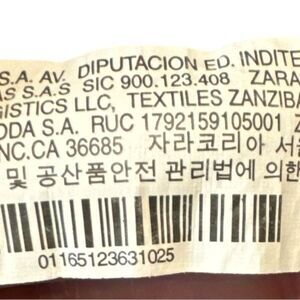 S.A. AV. DIPUTACION ED. INDITE
AS S.A.S SIC 900.123.408 ZARA
GISTICS LLC, TEXTILES ZANZIBA
ODA S.A. RUC 1792159105001
NC.CA 36685 자라코리아 서울
및 공산품안전 관리법에 의한
01165123631025